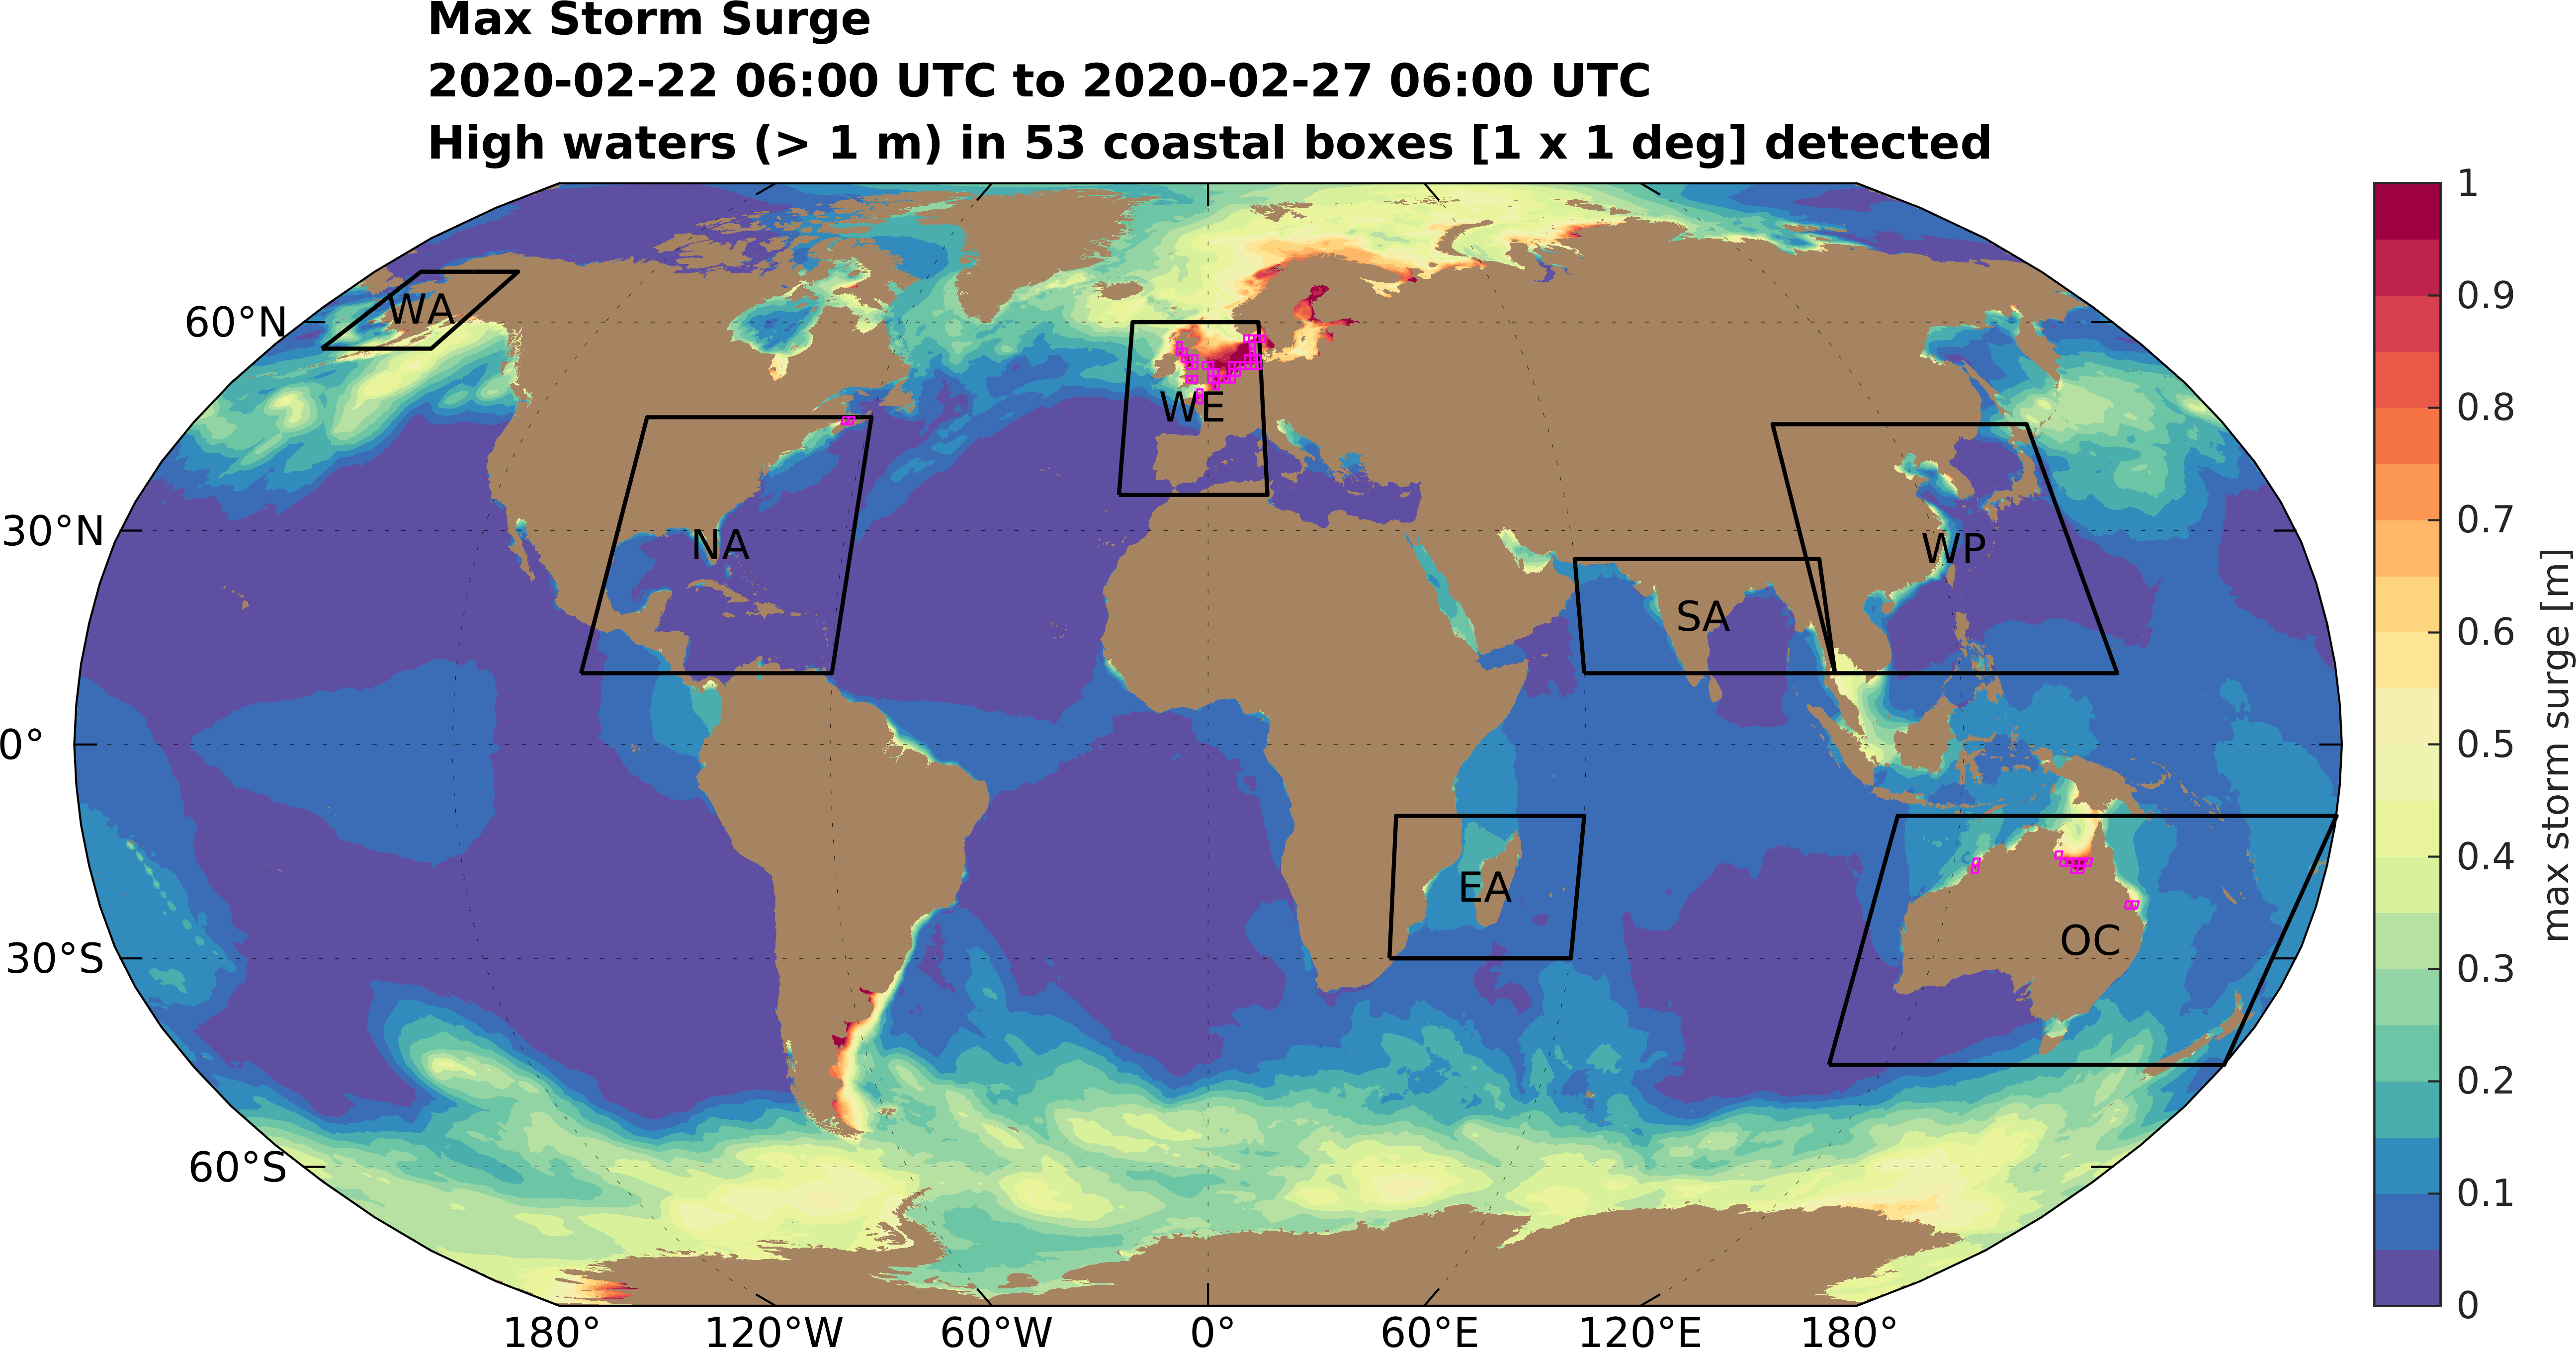 Max Storm Surge
2020-02-22 06:00 UTC to 2020-02-27 06:00 UTC
High waters (> 1 m) in 53 coastal boxes [1 x 1 deg] detected
WA
60°N
WE
NA
30°N
WP
SA
0°
EA
OC
30°S
60°S
180°
120°W
60°W
0°
60°E
120°E
180°
1
0.9
0.8
0.7
0.6
0.5
0.4
0.3
0.2
0.1
0
max storm surge [m]